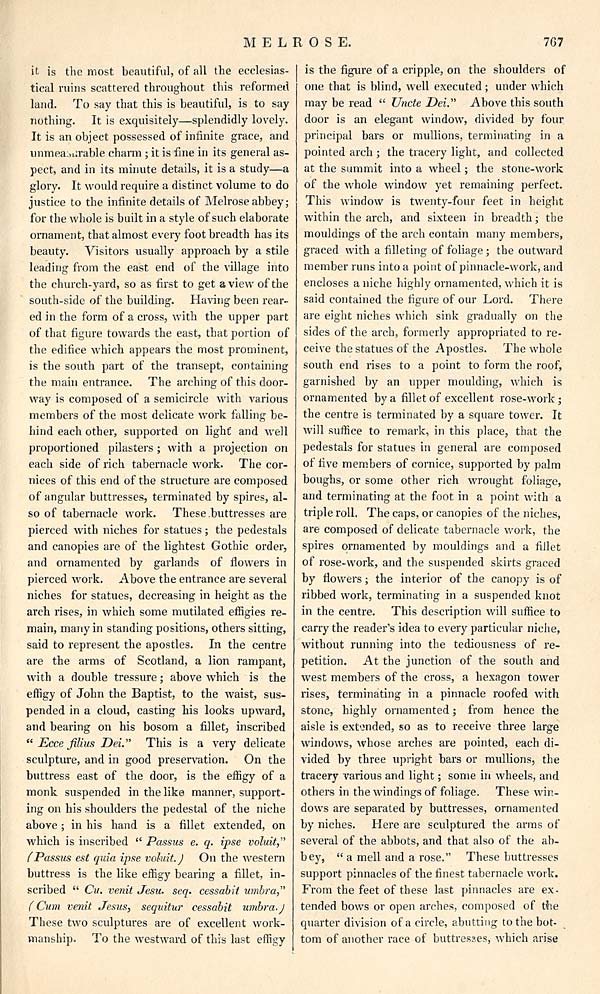 MELROSE. 767
it is the most beautiful, of all the ecclesias-
tical ruins scattered throughout this reformed
land. To say that this is beautiful, is to say
nothing. It is exquisitely—splendidly lovely.
It is an object possessed of infinite grace, and
unmeasurable charm; it is fine in its general as-
pect, and in its minute details, it is a study—a
glory. It would require a distinct volume to do
justice to the infinite details of Melrose abbey;
for the whole is built in a style of such elaborate
ornament, that almost every foot breadth has its
beauty. Visitors usually approach by a stile
leading from the east end of the village into
the church-yard, so as first to get a view of the
south-side of the building. Having been rear-
ed in the form of a cross, with the upper part
of that figure towards the east, that portion of
the edifice which appears the most prominent,
is the south part of the transept, containing
the main entrance. The arching of this door-
way is composed of a semicircle with various
members of the most delicate work falling be-
hind each other, supported on light and well
proportioned pilasters; with a projection on
each side of rich tabernacle work. The cor-
nices of this end of the structure are composed
of angular buttresses, terminated by spires, al-
so of tabernacle work. These buttresses are
pierced with niches for statues; the pedestals
and canopies are of the lightest Gothic order,
and ornamented by garlands of flowers in
pierced work. Above the entrance are several
niches for statues, decreasing in height as the
arch rises, in which some mutilated effigies re-
main, many in standing positions, others sitting,
said to represent the apostles. In the centre
are the arms of Scotland, a lion rampant,
with a double tressure; above which is the
effigy of John the Baptist, to the waist, sus-
pended in a cloud, casting his looks upward,
and bearing on his bosom a fillet, inscribed
" Ecce filius Dei." This is a very delicate
sculpture, and in good preservation. On the
buttress east of the door, is the effigy of a
monk suspended in the like manner, support-
ing on his shoulders the pedestal of the niche
above; in his hand is a fillet extended, on
which is inscribed " Passus e. q. ipse voluit,"
(Passus est quia ipse voluit.) On the western
buttress is the like effigy bearing a fillet, in-
scribed " Cu. venit Jesu. seq. cessabit umbra,"
(Cum venit Jesus, sequitur cessabit umbra.)
These two sculptures are of excellent work-
manship. To the westward of this last effigy
is the figure of a cripple, on the shoulders of
one that is blind, well executed; under which
may be read " Uncte Dei." Above this south
door is an elegant window, divided by four
principal bars or mullions, terminating in a
pointed arch; the tracery light, and collected
at the summit into a wheel; the stone-work
of the whole window yet remaining perfect.
This window is twenty-four feet in height
within the arch, and sixteen in breadth; the
mouldings of the arch contain many members,
graced with a filleting of foliage; the outward
member runs into a point of pinnacle-work, and
encloses a niche highly ornamented, which it is
said contained the figure of our Lord. There
are eight niches which sink gradually on the
sides of the arch, formerly appropriated to re-
ceive the statues of the Apostles. The whole
south end rises to a point to form the roof,
garnished by an upper moulding, which is
ornamented by a fillet of excellent rose-work;
the centre is terminated by a square tower. It
will suffice to remark, in this place, that the
pedestals for statues in general are composed
of five members of cornice, supported by palm
boughs, or some other rich wrought foliage,
and terminating at the foot in a point with a
triple roll. The caps, or canopies of the niches,
are composed of delicate tabernacle work, the
spires ornamented by mouldings and a fillet
of rose-work, and the suspended skirts graced
by flowers; the interior of the canopy is of
ribbed work, terminating in a suspended knot
in the centre. This description will suffice to
carry the reader's idea to every particular niche,
without running into the tediousness of re-
petition. At the junction of the south and
west members of the cross, a hexagon tower
rises, terminating in a pinnacle roofed with
stone, highly ornamented; from hence the
aisle is extended, so as to receive three large
windows, whose arches are pointed, each di-
vided by three upright bars or mullions, the
tracery various and light; some in wheels, and
others in the windings of foliage. These win-
dows are separated by buttresses, ornamented
by niches. Here are sculptured the arms of
several of the abbots, and that also of the ab-
bey, " a mell and a rose." These buttresses
support pinnacles of the finest tabernacle work.
From the feet of these last pinnacles are ex-
tended bows or open arches, composed of the
quarter division of a circle, abutting to the bot-
tom of another race of buttresses, which arise